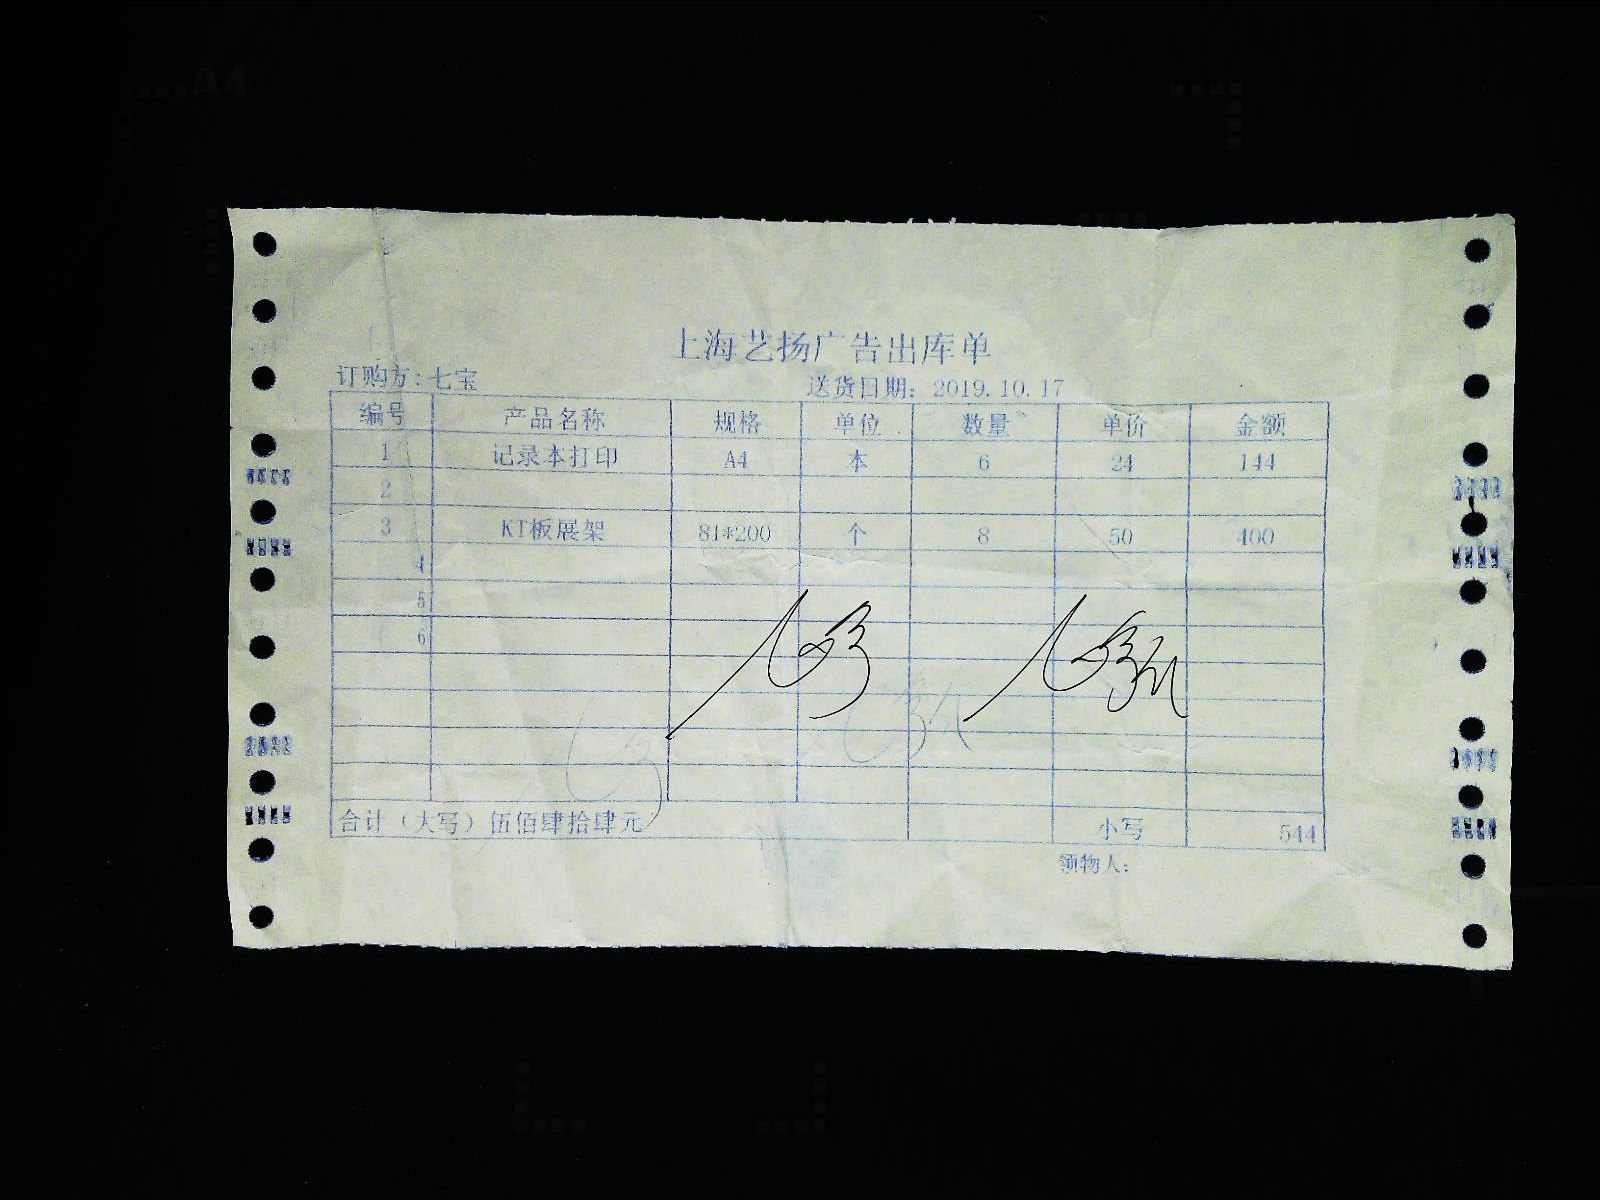 上海艺扬广告出库单
订购方:七宝 送货日期: 2019.10.17
编号 产品名称 规格 单位 数量 单价 金额
1 记录本打印 A4 本 6 24 144
2
3 KT板展架 81*200 个 8 50 400
4
5
6
合计（大写）伍佰肆拾肆元 小写 544
领物人: